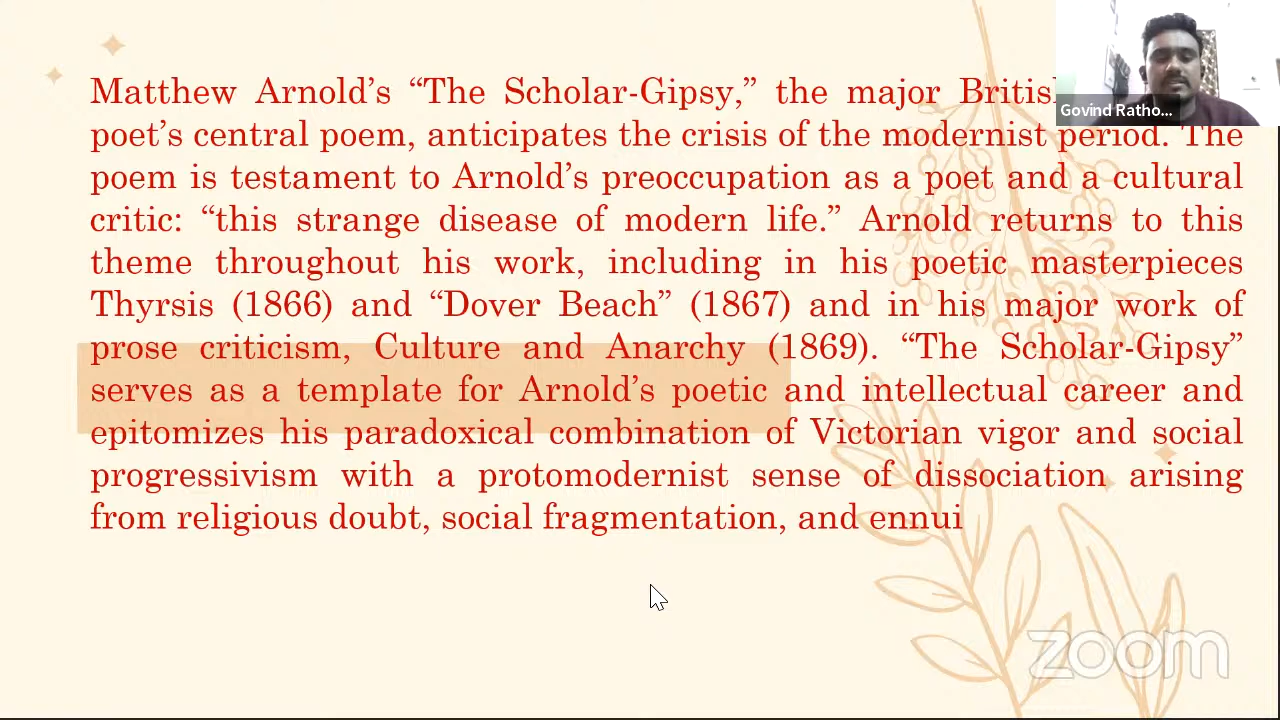 Matthew Arnold’s “The Scholar-Gipsy,” the major
poet’s central poem, anticipates the crisis of the modernist period. The
poem is testament to Arnold’s preoccupation as a poet and a cultural
critic: “this strange disease of modern life.” Arnold returns to this
theme throughout his work, including in his poetic masterpieces
Thyrsis (1866) and “Dover Beach” (1867) and in his major work of
prose criticism, Culture and Anarchy (1869). “The Scholar-Gipsy”
serves as a template for Arnold’s poetic and intellectual career and
epitomizes his paradoxical combination of Victorian vigor and social
progressivism with a protomodernist sense of dissociation arising
from religious doubt, social fragmentation, and ennui
Govind Ratho...
zoom